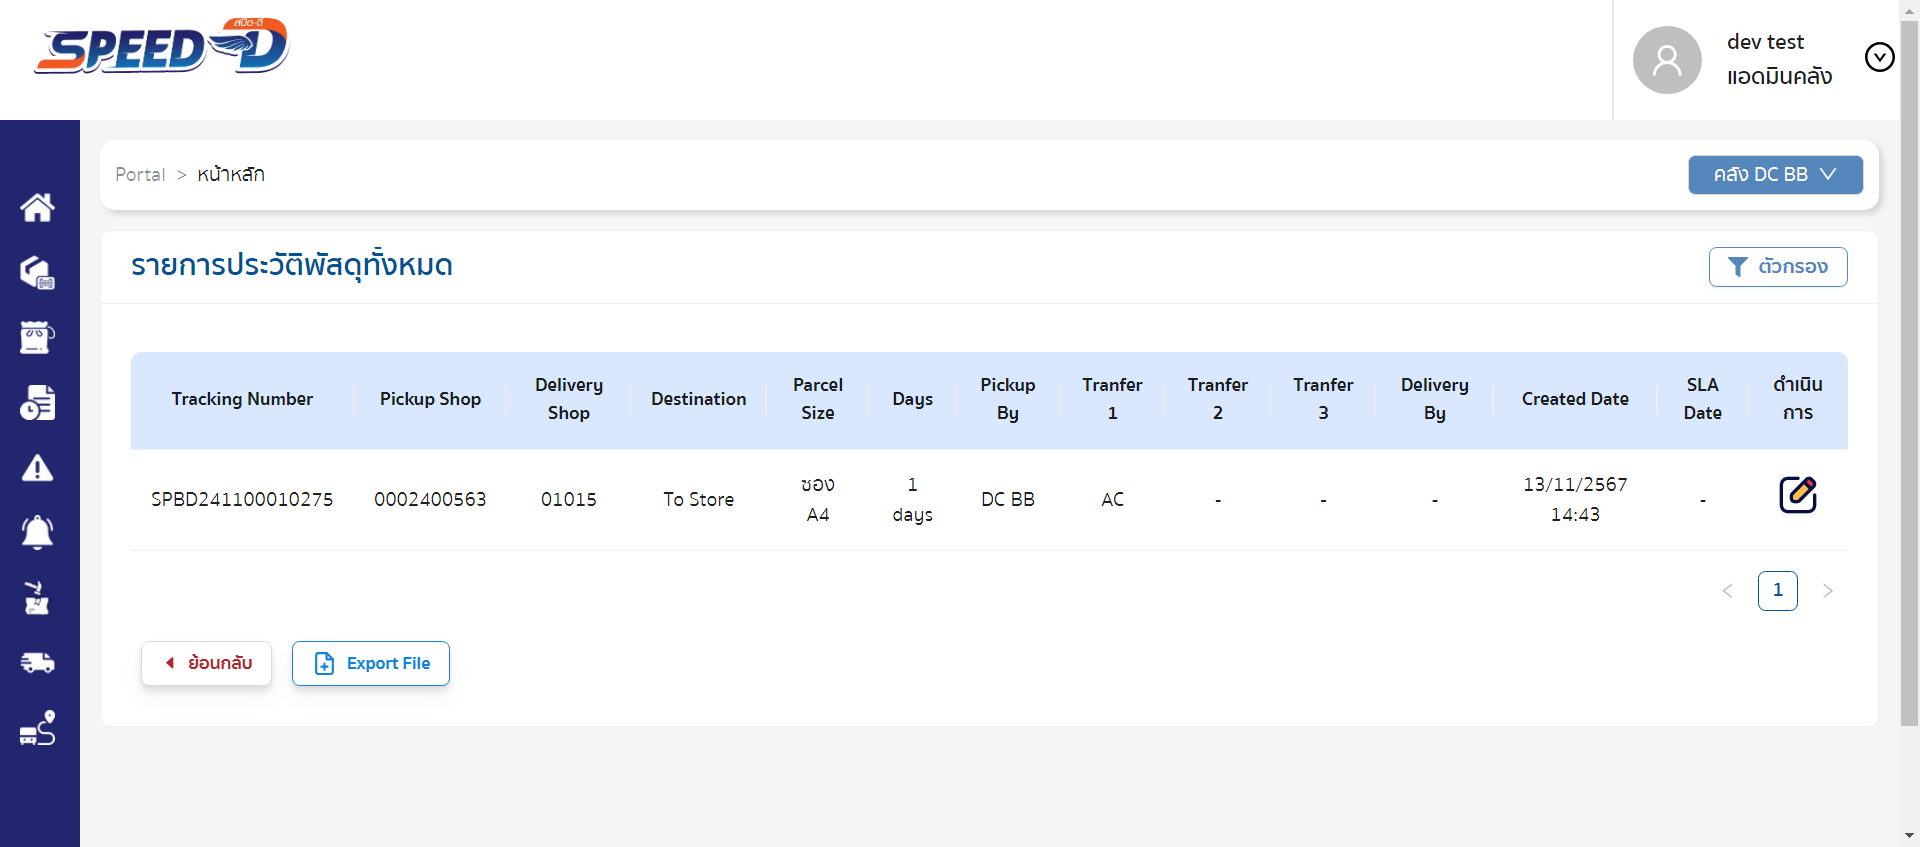 สปีด-ดี
SPEED-D
dev test
แอดมินคลัง
Portal > หน้าหลัก
คลัง DC BB
รายการประวัติพัสดุทั้งหมด
ตัวกรอง
Tracking Number
Pickup Shop
Delivery
Shop
Destination
Parcel
Size
Days
Pickup
By
Tranfer
1
Tranfer
2
Tranfer
3
Delivery
By
Created Date
SLA
Date
ดำเนิน
การ
SPBD241100010275
0002400563
01015
To Store
ซอง
A4
1
days
DC BB
AC
-
-
-
13/11/2567
14:43
-
< 1 >
ย้อนกลับ
Export File